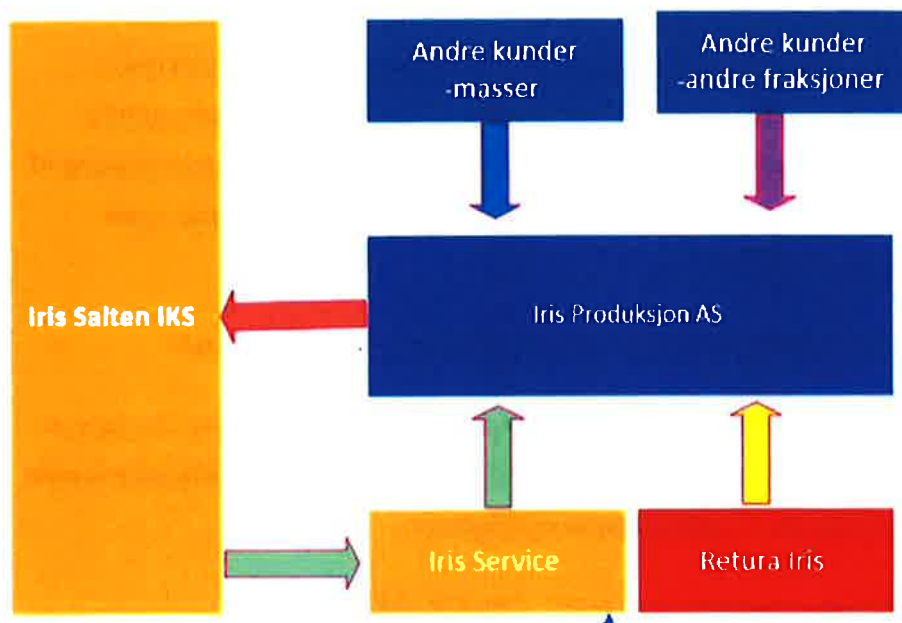 Andre kunder
-masser
Andre kunder
-andre fraksjoner
Iris Salten IKS
Iris Produksjon AS
Iris Service
Retura Iris